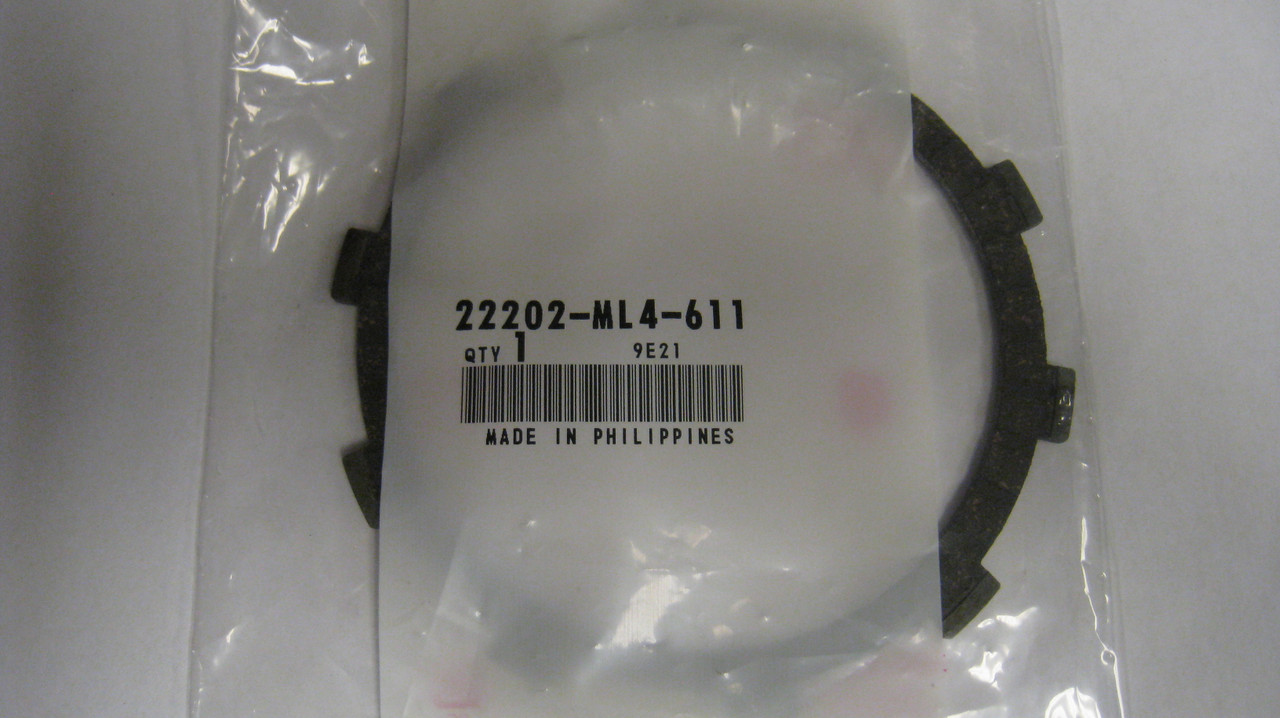 22202-ML4-611
QTY 1 9E21
MADE IN PHILIPPINES